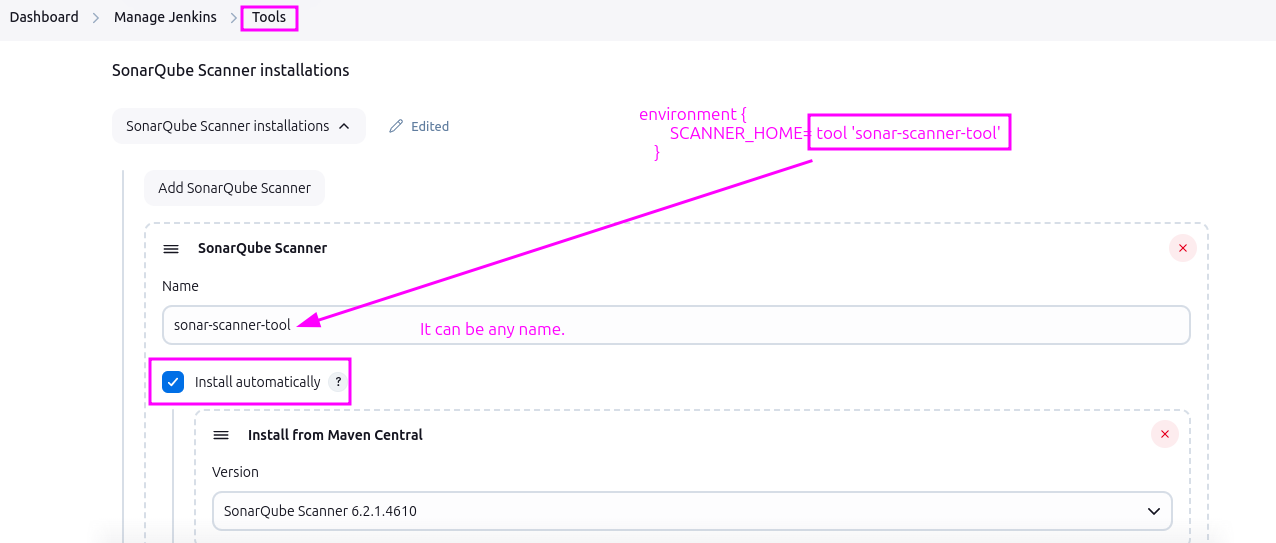 Dashboard > Manage Jenkins > Tools
SonarQube Scanner installations
SonarQube Scanner installations
Edited
environment {
SCANNER_HOME= tool 'sonar-scanner-tool'
}
Add SonarQube Scanner
SonarQube Scanner
Name
sonar-scanner-tool
It can be any name.
Install automatically ?
Install from Maven Central
Version
SonarQube Scanner 6.2.1.4610